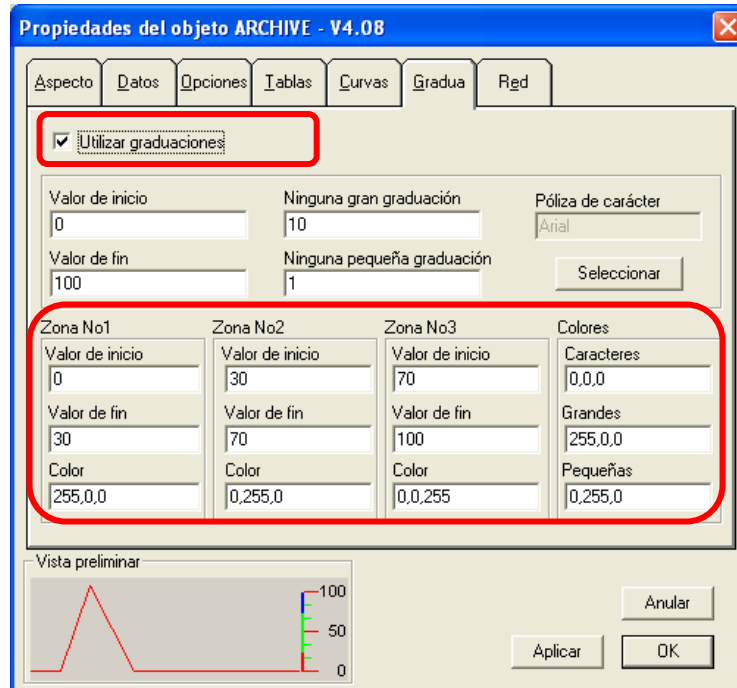 Propiedades del objeto ARCHIVE - V4.08
Aspecto Datos Opciones Tablas Curvas Gradua Red
Utilizar graduaciones
Valor de inicio Ninguna gran graduación Póliza de carácter
0 10 Arial
Valor de fin Ninguna pequeña graduación Seleccionar
100 1
Zona No1 Zona No2 Zona No3 Colores
Valor de inicio Valor de inicio Valor de inicio Caracteres
0 30 70 0,0,0
Valor de fin Valor de fin Valor de fin Grandes
30 70 100 255,0,0
Color Color Color Pequeñas
255,0,0 0,255,0 0,0,255 0,255,0
Vista preliminar
100
50
0
Anular
Aplicar OK